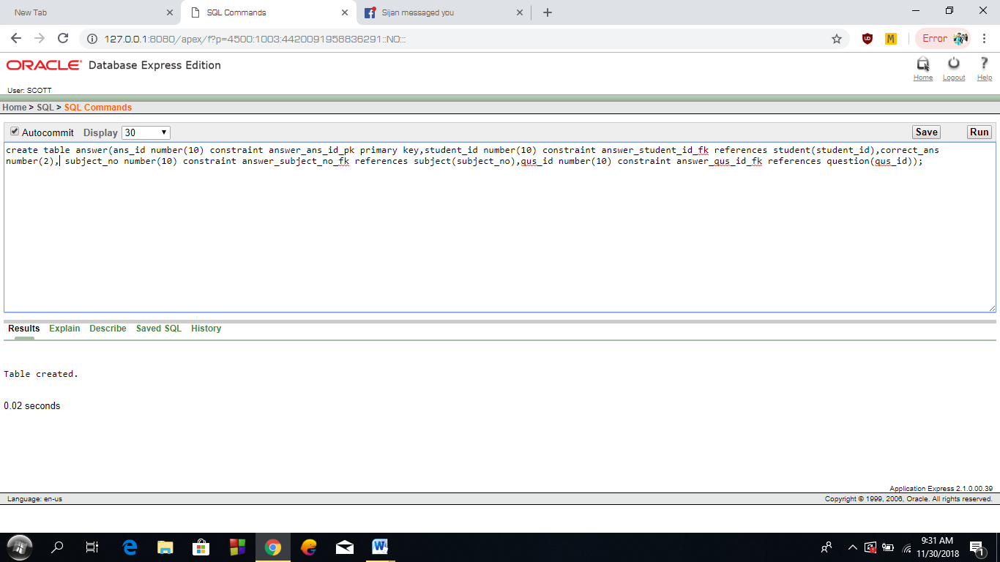 New Tab
SQL Commands
Sijan messaged you
127.0.0.1:8080/apex/f?p=4500:1003:4420091958836291::NO:::
M
Error
ORACLE Database Express Edition
Home Logout Help
User: SCOTT
Home > SQL > SQL Commands
Autocommit Display 30 Save Run
create table answer(ans_id number(10) constraint answer_ans_id_pk primary key,student_id number(10) constraint answer_student_id_fk references student(student_id),correct_ans
number(2), subject_no number(10) constraint answer_subject_no_fk references subject(subject_no),qus_id number(10) constraint answer_qus_id_fk references question(qus_id));
Results Explain Describe Saved SQL History
Table created.
0.02 seconds
Application Express 2.1.0.00.39
Language: en-us Copyright © 1999, 2006, Oracle. All rights reserved.
9:31 AM
11/30/2018
1